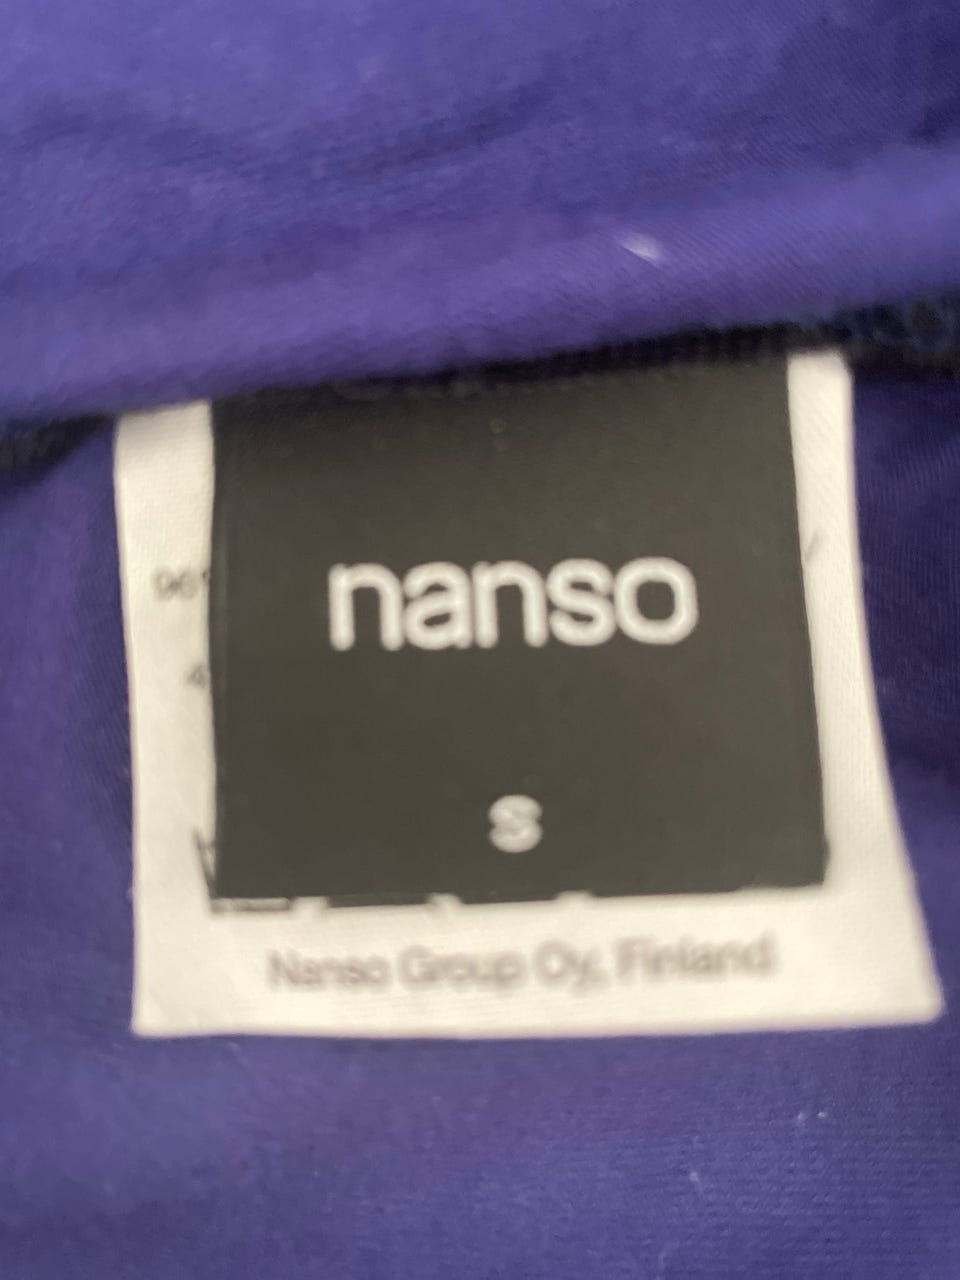 nanso
S
Nanso Group Oy, Finland